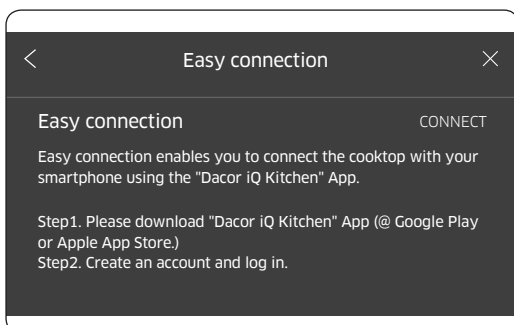 Easy connection
Easy connection CONNECT
Easy connection enables you to connect the cooktop with your
smartphone using the "Dacor iQ Kitchen" App.
Step1. Please download "Dacor iQ Kitchen" App (@ Google Play
or Apple App Store.)
Step2. Create an account and log in.